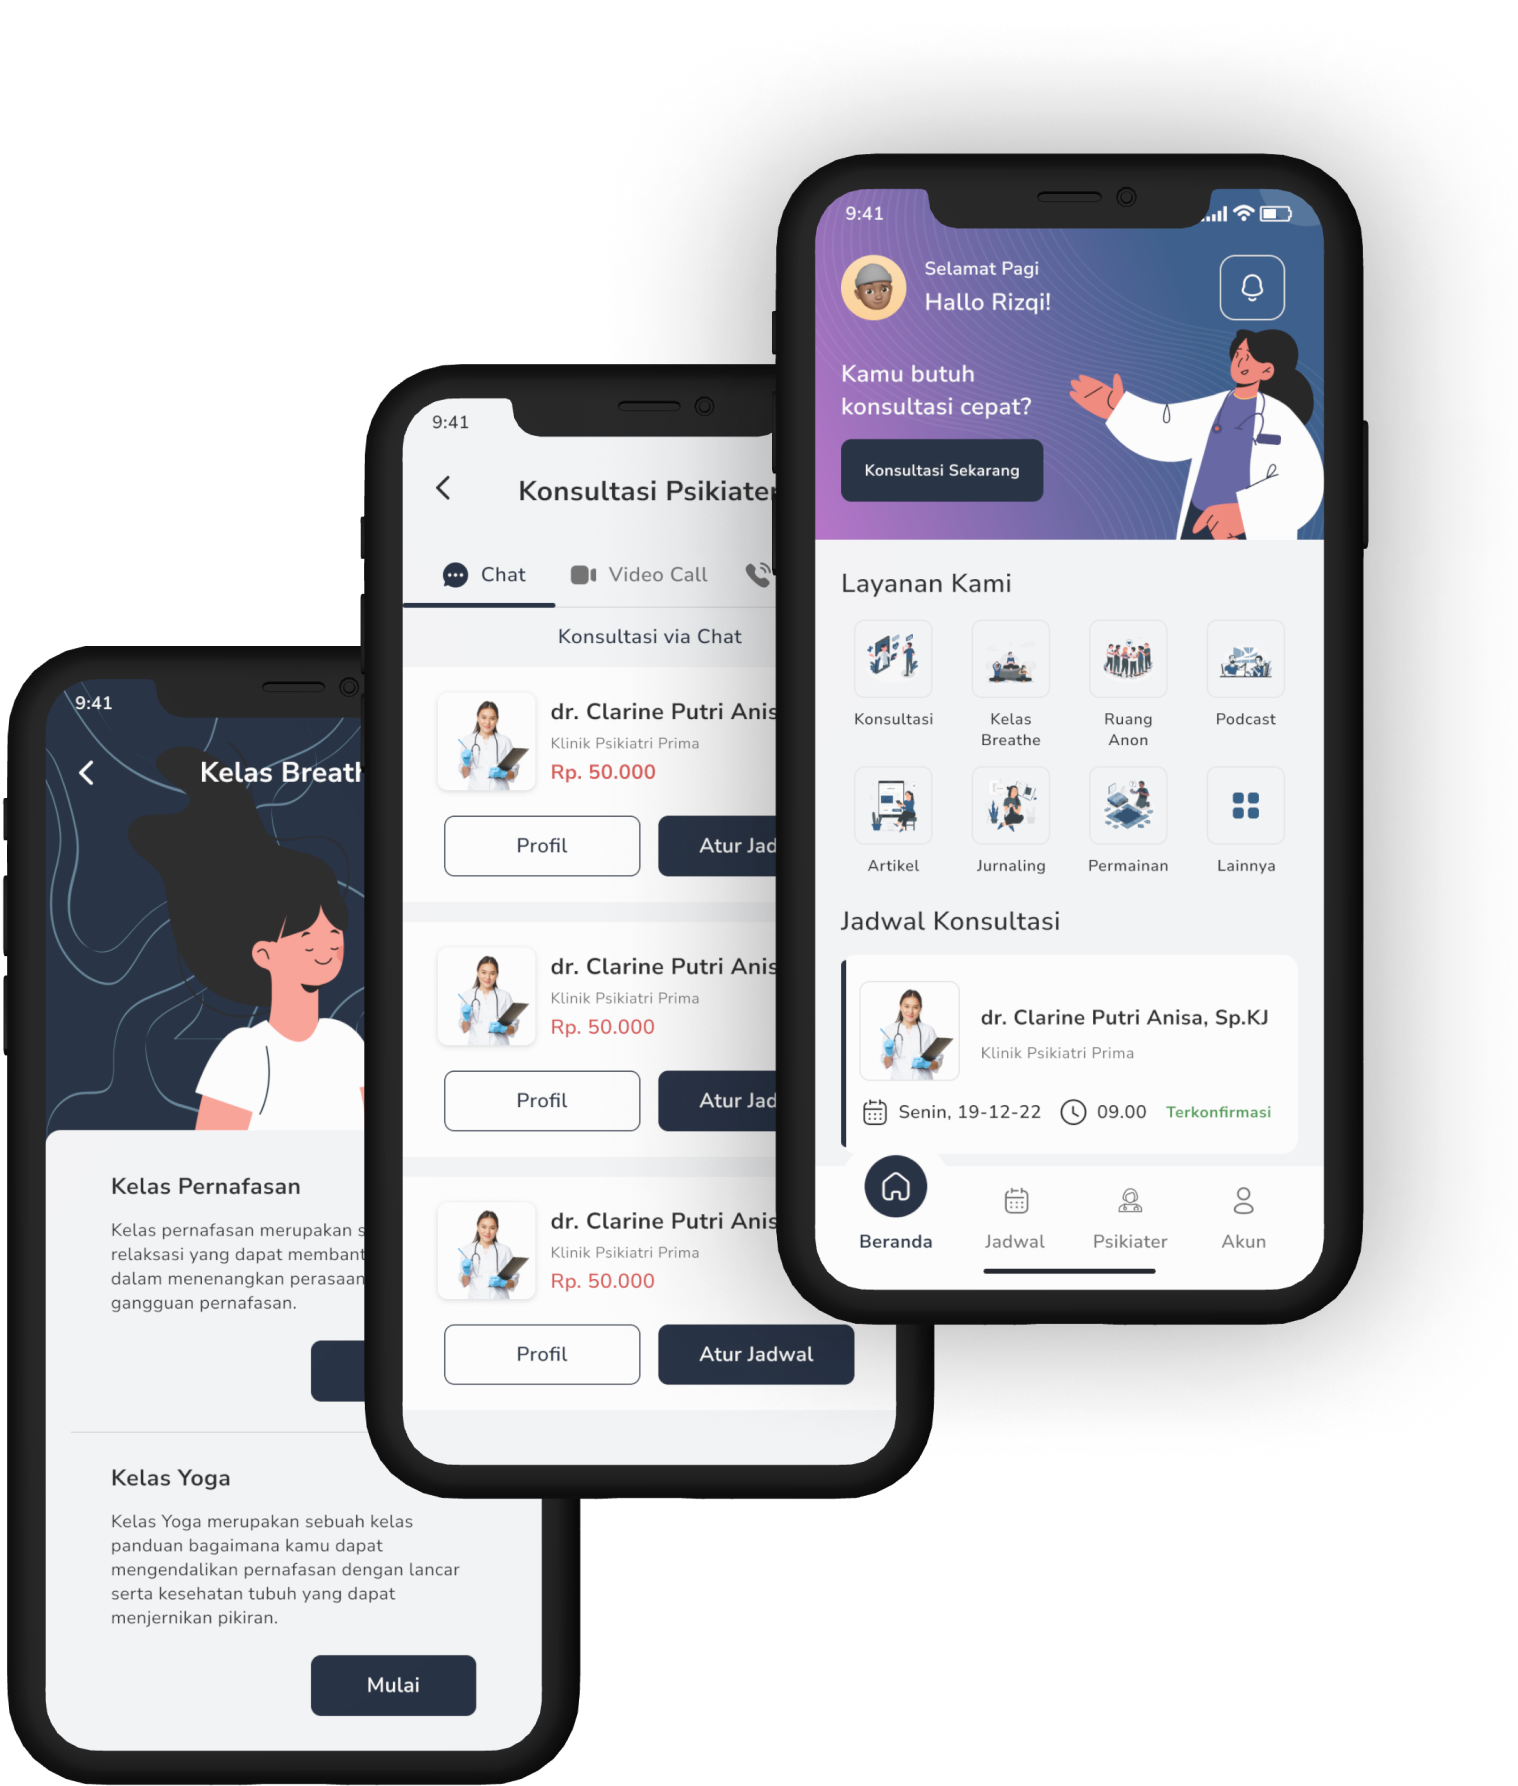 9:41
Selamat Pagi
Hallo Rizqi!
Kamu butuh
konsultasi cepat?
Konsultasi Sekarang
Layanan Kami
Konsultasi
Kelas
Breathe
Ruang
Anon
Podcast
Artikel
Jurnaling
Permainan
Lainnya
Jadwal Konsultasi
dr. Clarine Putri Anisa, Sp.KJ
Klinik Psikiatri Prima
Senin, 19-12-22 09.00 Terkonfirmasi
Beranda Jadwal Psikiater Akun
9:41
Konsultasi Psikiater
Chat Video Call
Konsultasi via Chat
dr. Clarine Putri Anis
Klinik Psikiatri Prima
Rp. 50.000
Profil Atur Jad
dr. Clarine Putri Anis
Klinik Psikiatri Prima
Rp. 50.000
Profil Atur Jad
dr. Clarine Putri Anis
Klinik Psikiatri Prima
Rp. 50.000
Profil Atur Jadwal
9:41
Kelas Breath
Kelas Pernafasan
Kelas pernafasan merupakan s
relaksasi yang dapat membant
dalam menenangkan perasaan
gangguan pernafasan.
Kelas Yoga
Kelas Yoga merupakan sebuah kelas
panduan bagaimana kamu dapat
mengendalikan pernafasan dengan lancar
serta kesehatan tubuh yang dapat
menjernikan pikiran.
Mulai